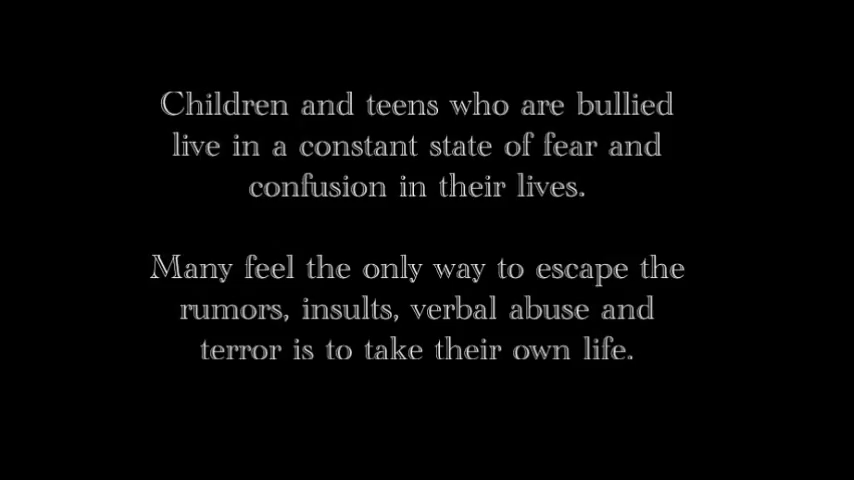 Children and teens who are bullied
live in a constant state of fear and
confusion in their lives.
Many feel the only way to escape the
rumors, insults, verbal abuse and
terror is to take their own life.